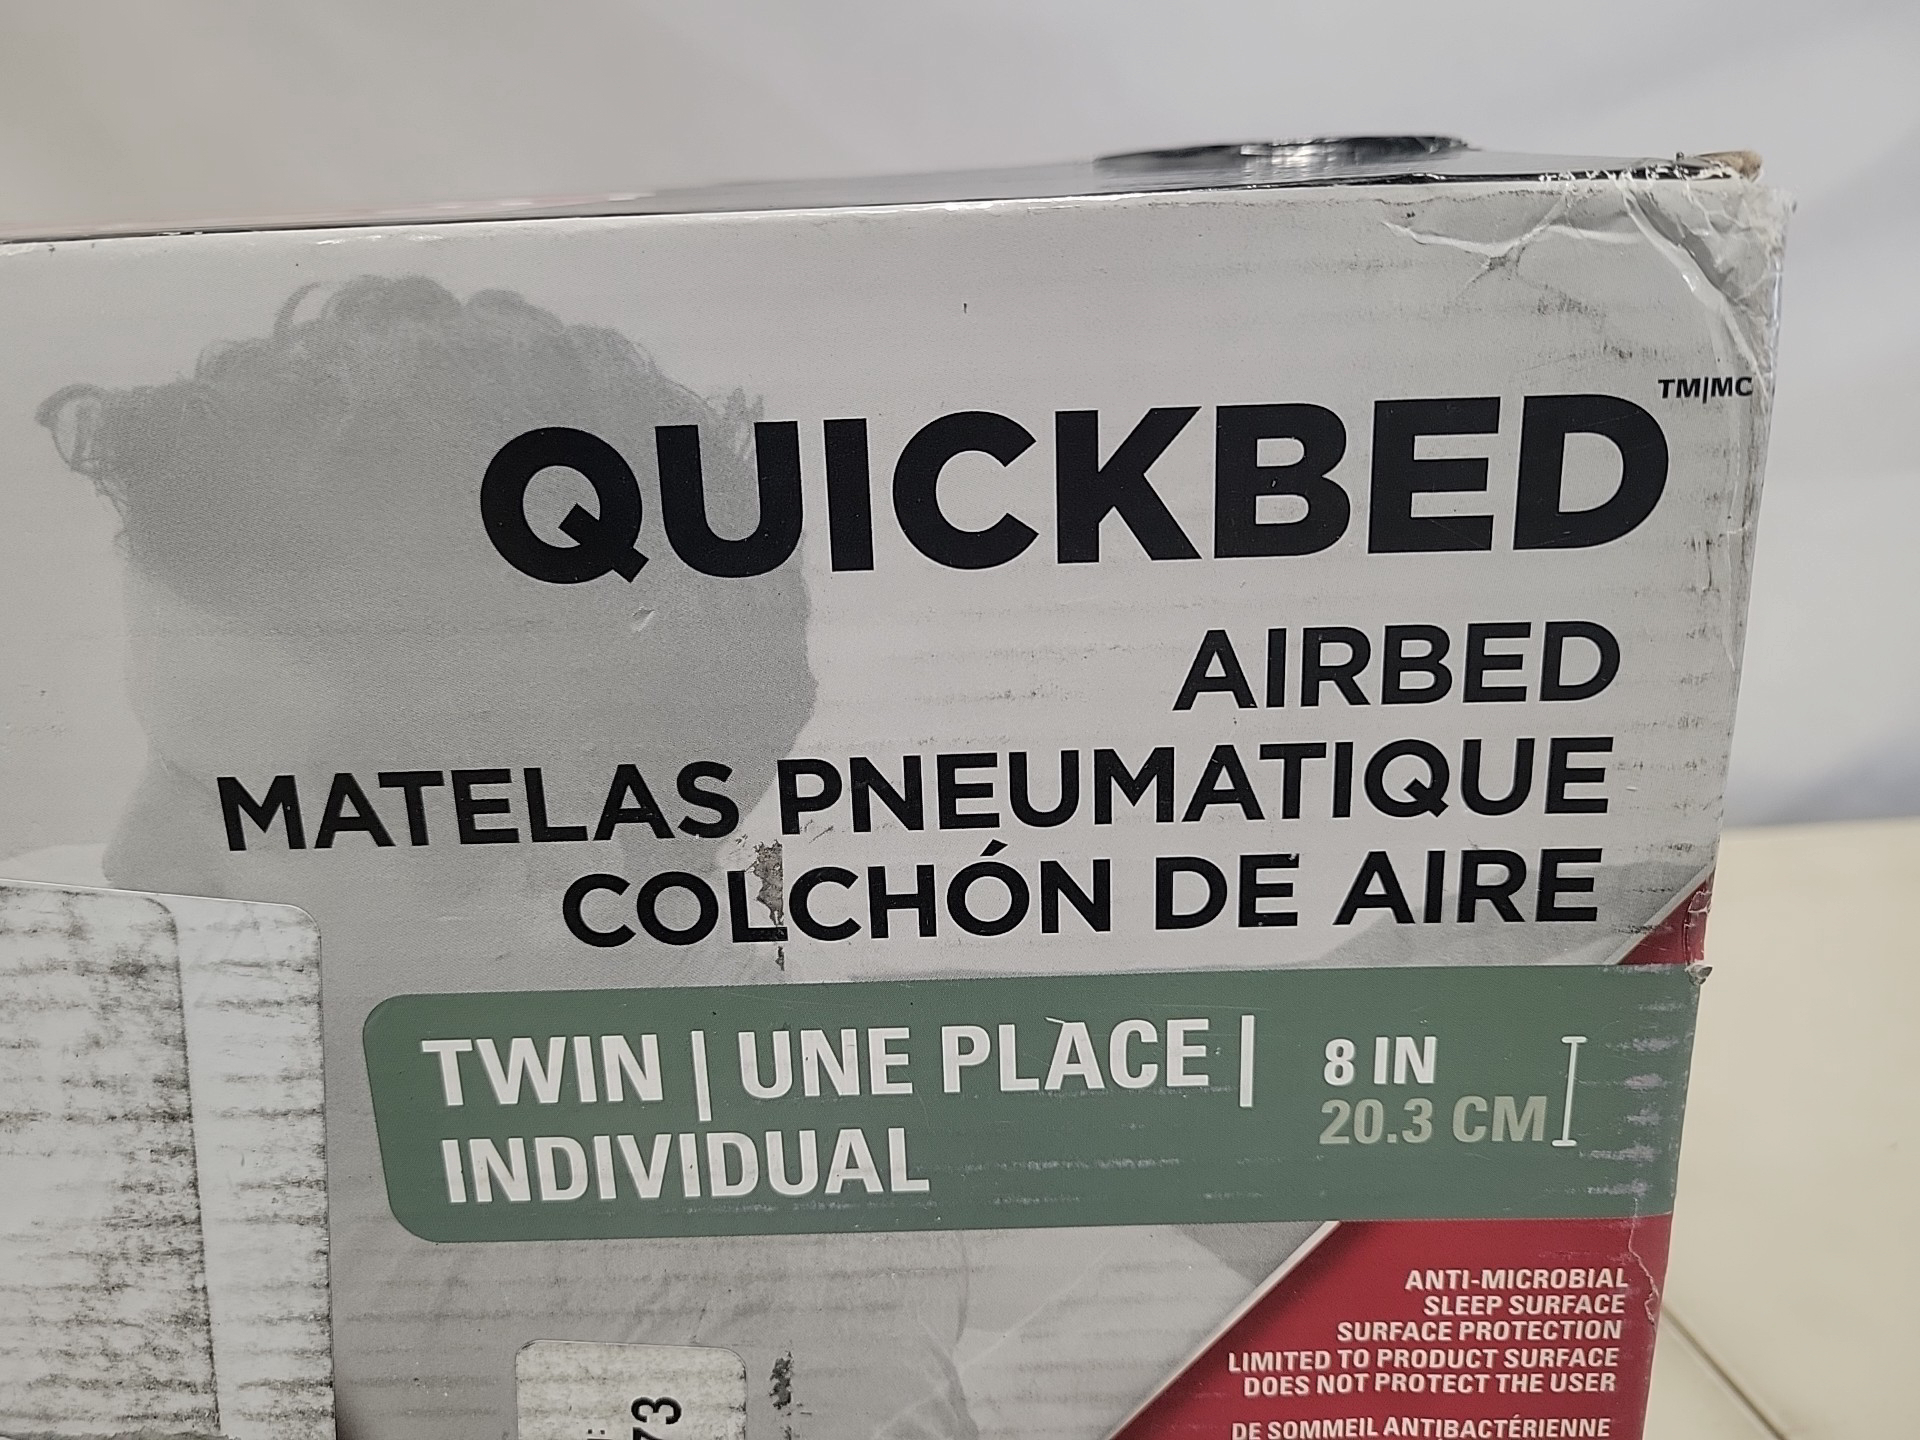 QUICKBED TM|MC
AIRBED
MATELAS PNEUMATIQUE
COLCHÓN DE AIRE
TWIN | UNE PLACE |
INDIVIDUAL
8 IN
20.3 CM
ANTI-MICROBIAL
SLEEP SURFACE
SURFACE PROTECTION
LIMITED TO PRODUCT SURFACE
DOES NOT PROTECT THE USER
DE SOMMEIL ANTIBACTÉRIENNE
73